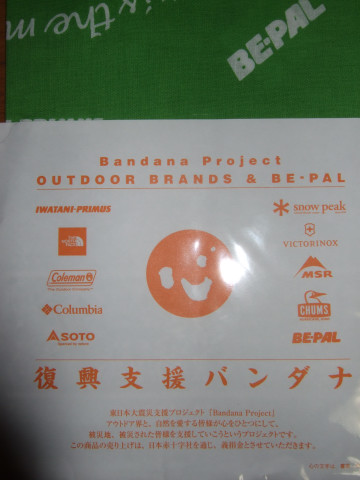 is the m
BE-PAL
Bandana Project
OUTDOOR BRANDS & BE-PAL
IWATANI-PRIMUS
snow peak
THE NORTH FACE
VICTORINOX
Coleman
MSR
Columbia
CHUMS
SOTO
BE-PAL
復興支援バンダナ
東日本大震災支援プロジェクト「Bandana Project」
アウトドア界と、自然を愛する皆様が心をひとつにして、
被災地、被災された皆様を支援していこうというプロジェクトです。
この商品の売り上げは、日本赤十字社を通じ、義捐金とさせていただきます。